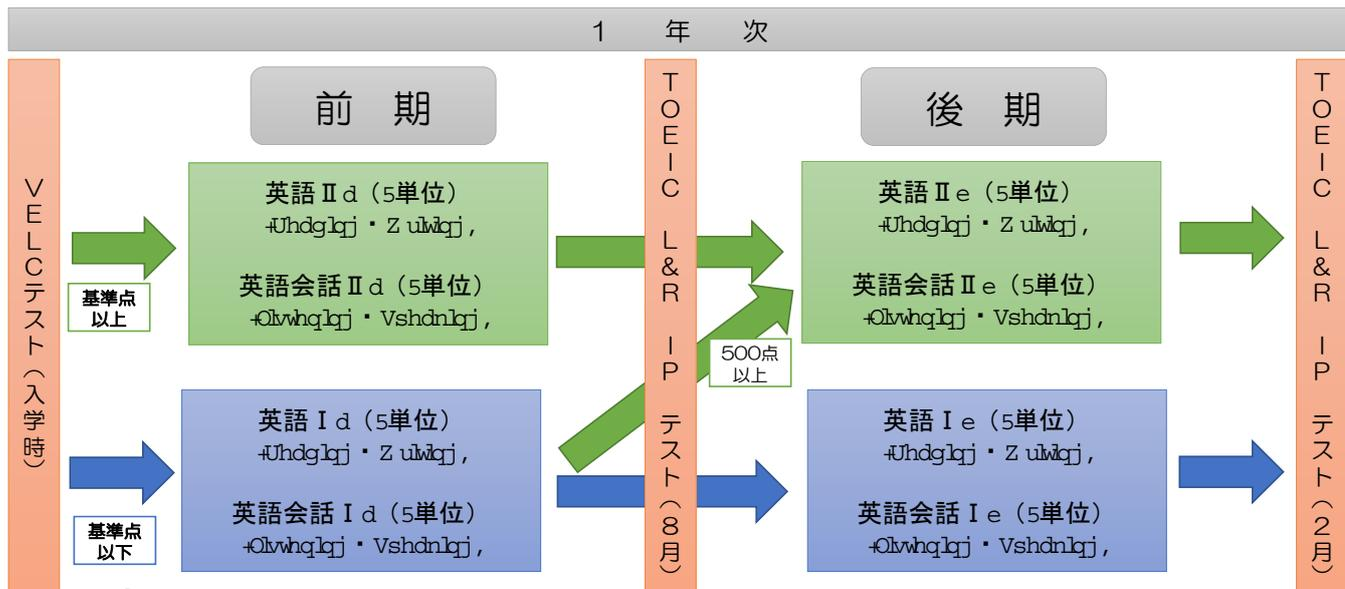 1 年 次
VELCテスト（入学時）
基準点
以上
基準点
以下
前 期
英語Ⅱd（5単位）
+Uhdglqj・Zulwlqj,
英語会話Ⅱd（5単位）
+Olvwhqlqj・Vshdnlqj,
英語Ⅰd（5単位）
+Uhdglqj・Zulwlqj,
英語会話Ⅰd（5単位）
+Olvwhqlqj・Vshdnlqj,
TOEIC L&R IP テスト（8月）
500点
以上
後 期
英語Ⅱe（5単位）
+Uhdglqj・Zulwlqj,
英語会話Ⅱe（5単位）
+Olvwhqlqj・Vshdnlqj,
英語Ⅰe（5単位）
+Uhdglqj・Zulwlqj,
英語会話Ⅰe（5単位）
+Olvwhqlqj・Vshdnlqj,
TOEIC L&R IP テスト（2月）